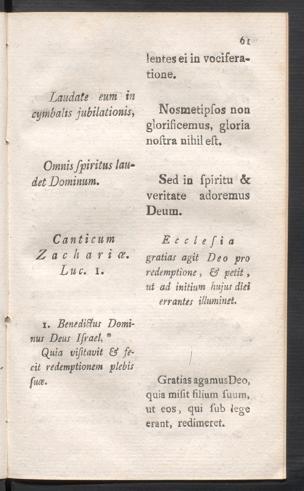 61
lentes ei in vocifera-
tione.
Laudate eum in
cymbalis jubilationis,
Nosmetipſos non
glorificemus, gloria
noſtra nihil eſt.
Omnis ſpiritus lau-
det Dominum.
Sed in ſpiritu &
veritate adoremus
Deum.
Canticum
Zachariæ.
Luc. 1.
Eccleſia
gratias agit Deo pro
redemptione, & petit,
ut ad initium hujus diei
errantes illuminet.
1. Benedictus Domi-
nus Deus Iſrael, *
Quia viſitavit & fe-
cit redemptionem plebis
ſuæ.
Gratias agamus Deo,
quia miſit filium ſuum,
ut eos, qui ſub lege
erant, redimeret.